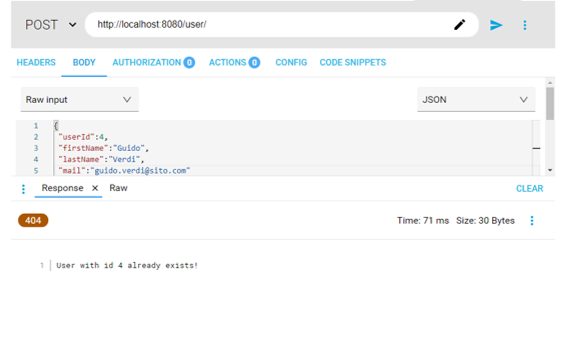 POST http://localhost:8080/user/
HEADERS BODY AUTHORIZATION 0 ACTIONS 0 CONFIG CODE SNIPPETS
Raw input JSON
1 {
2 "userId":4,
3 "firstName":"Guido",
4 "lastName":"Verdi",
5 "mail":"guido.verdi@sito.com"
Response × Raw CLEAR
404 Time: 71 ms Size: 30 Bytes
1 User with id 4 already exists!